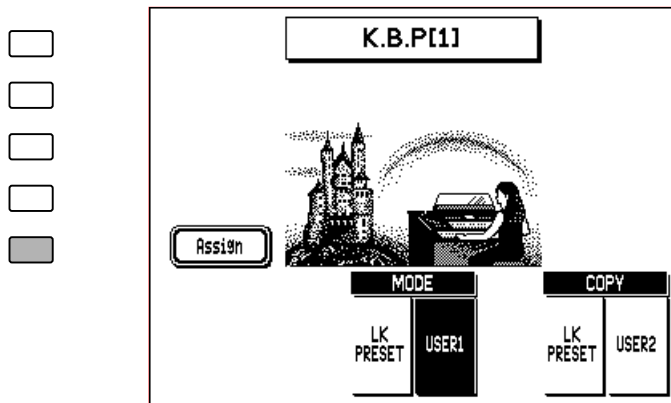 K.B.P[1]
Assign
MODE
COPY
LK
PRESET
USER1
LK
PRESET
USER2